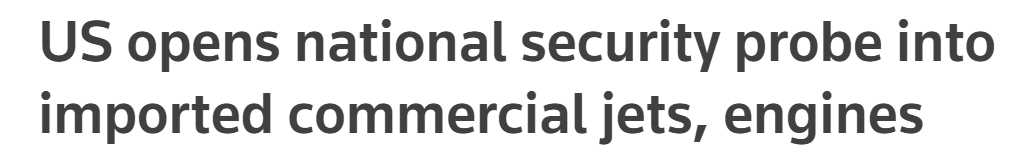 US opens national security probe into
imported commercial jets, engines